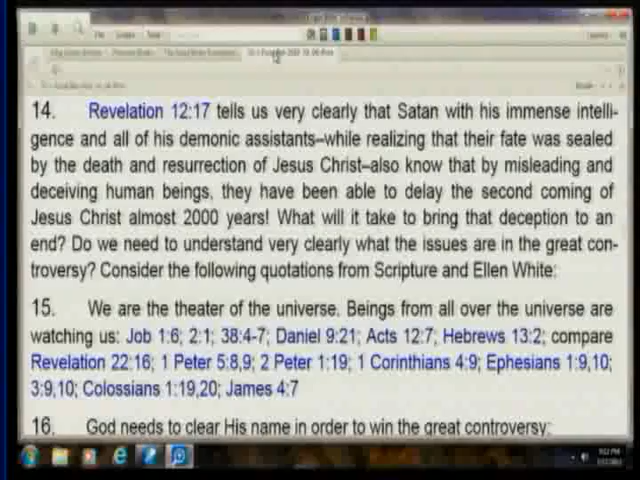 14. Revelation 12:17 tells us very clearly that Satan with his immense intelli-
gence and all of his demonic assistants–while realizing that their fate was sealed
by the death and resurrection of Jesus Christ–also know that by misleading and
deceiving human beings, they have been able to delay the second coming of
Jesus Christ almost 2000 years! What will it take to bring that deception to an
end? Do we need to understand very clearly what the issues are in the great con-
troversy? Consider the following quotations from Scripture and Ellen White:
15. We are the theater of the universe. Beings from all over the universe are
watching us: Job 1:6; 2:1; 38:4-7; Daniel 9:21; Acts 12:7; Hebrews 13:2; compare
Revelation 22:16; 1 Peter 5:8,9; 2 Peter 1:19; 1 Corinthians 4:9; Ephesians 1:9,10;
3:9,10; Colossians 1:19,20; James 4:7
16. God needs to clear His name in order to win the great controversy: